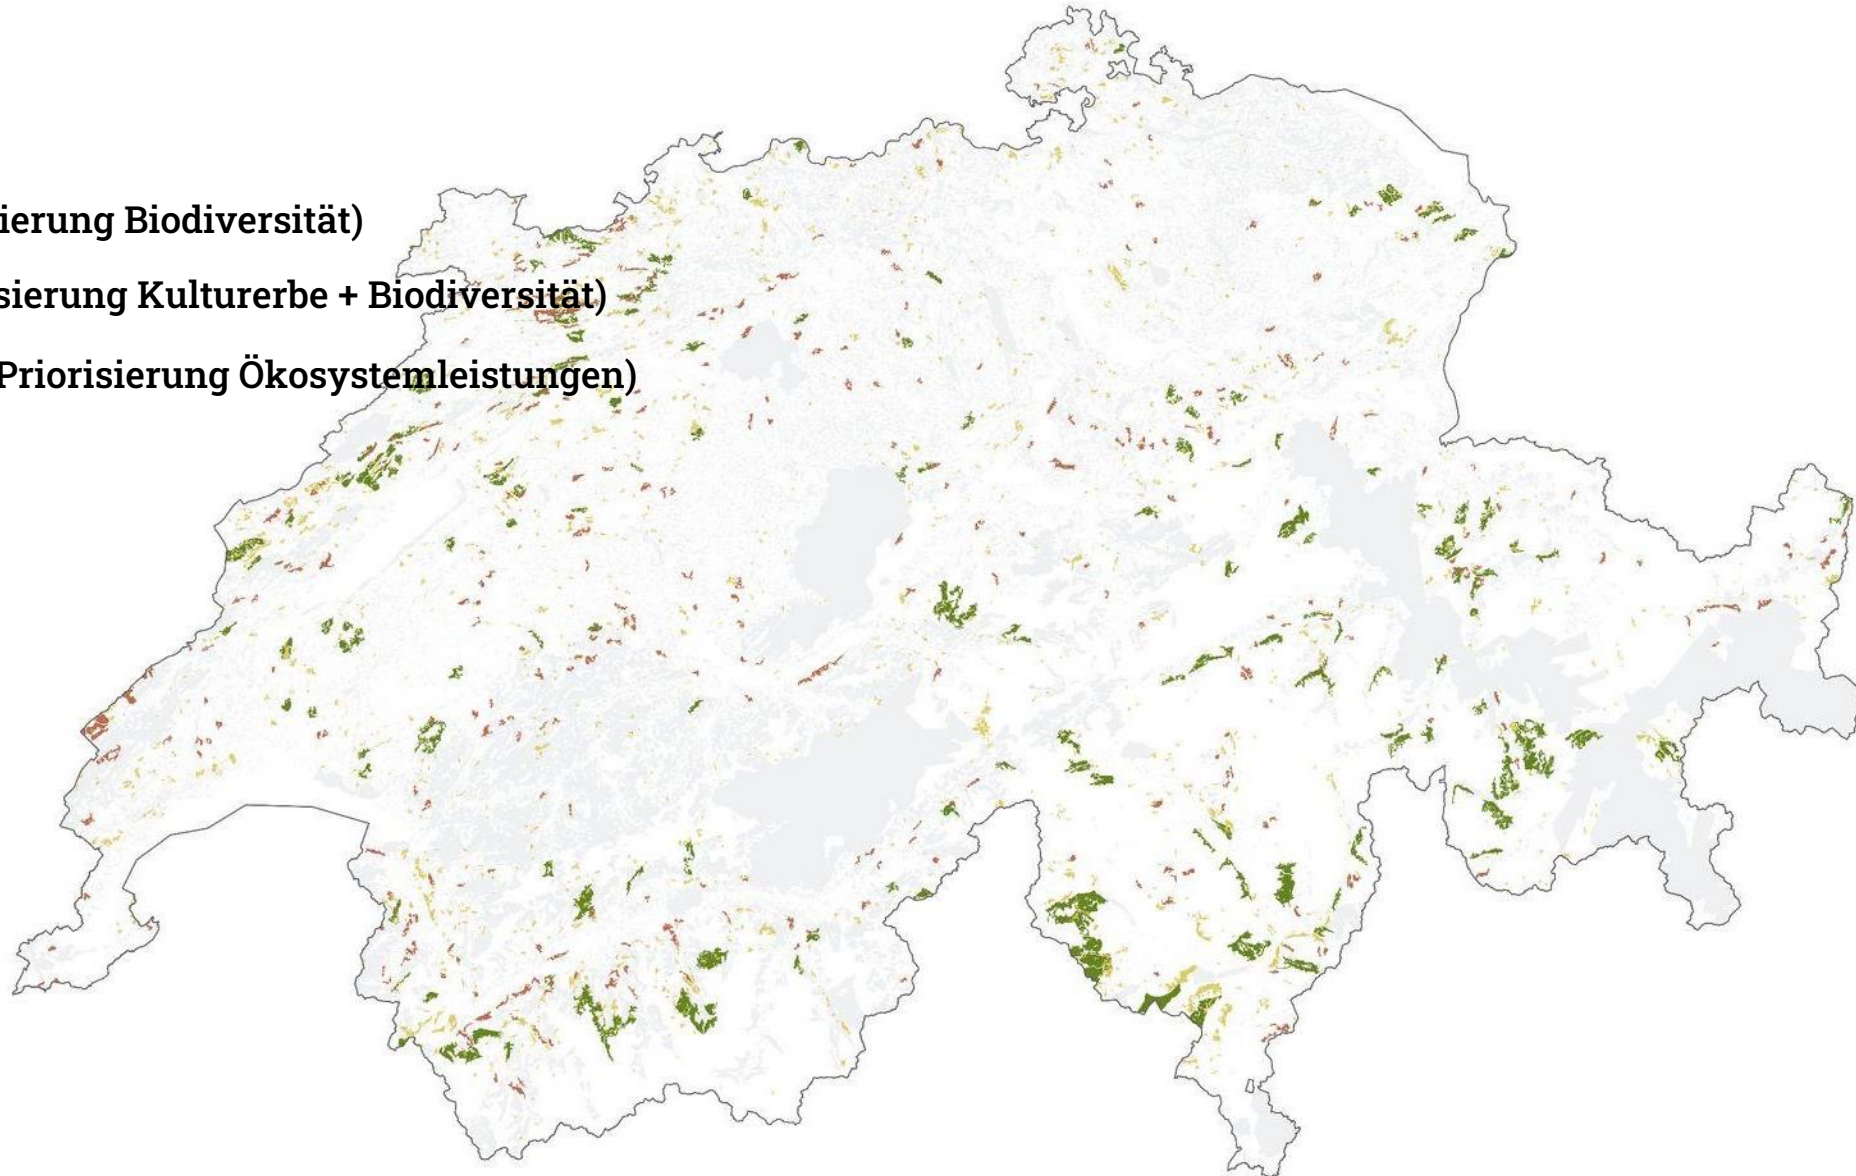 ierung Biodiversität)
sierung Kulturerbe + Biodiversität)
Priorisierung Ökosystemleistungen)